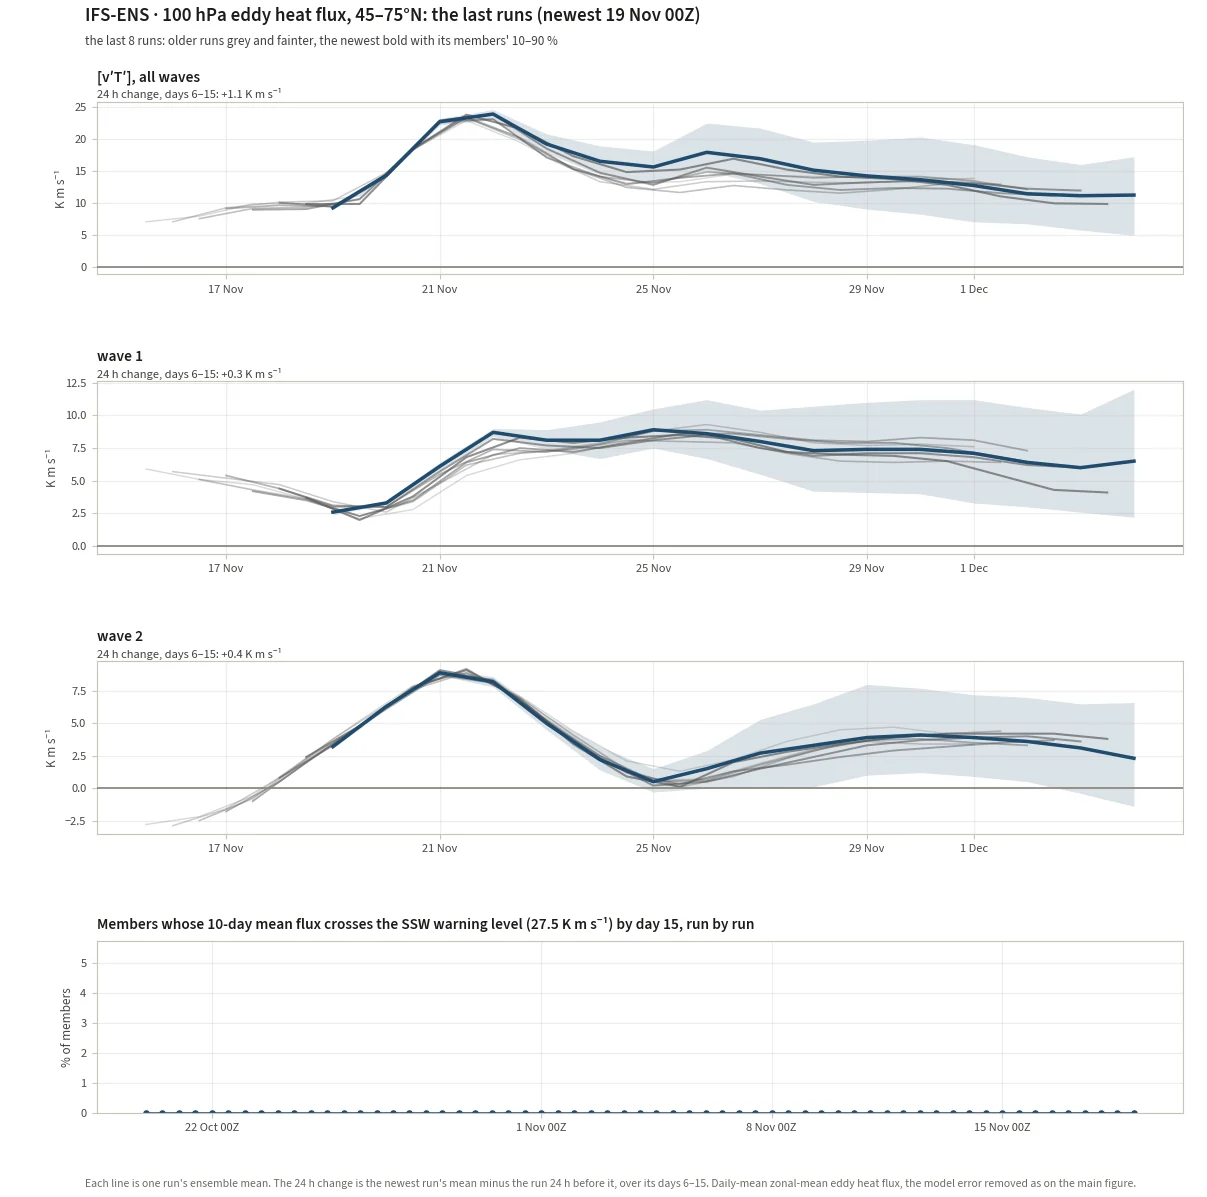 IFS-ENS · 100 hPa eddy heat flux, 45–75°N: the last runs (newest 19 Nov 00Z)
the last 8 runs: older runs grey and fainter, the newest bold with its members' 10–90 %
[v′T′], all waves
24 h change, days 6–15: +1.1 K m s⁻¹
25
20
15
10
5
0
K m s⁻¹
17 Nov
21 Nov
25 Nov
29 Nov
1 Dec
wave 1
24 h change, days 6–15: +0.3 K m s⁻¹
12.5
10.0
7.5
5.0
2.5
0.0
K m s⁻¹
17 Nov
21 Nov
25 Nov
29 Nov
1 Dec
wave 2
24 h change, days 6–15: +0.4 K m s⁻¹
7.5
5.0
2.5
0.0
−2.5
K m s⁻¹
17 Nov
21 Nov
25 Nov
29 Nov
1 Dec
Members whose 10-day mean flux crosses the SSW warning level (27.5 K m s⁻¹) by day 15, run by run
5
4
3
2
1
0
% of members
22 Oct 00Z
1 Nov 00Z
8 Nov 00Z
15 Nov 00Z
Each line is one run's ensemble mean. The 24 h change is the newest run's mean minus the run 24 h before it, over its days 6–15. Daily-mean zonal-mean eddy heat flux, the model error removed as on the main figure.